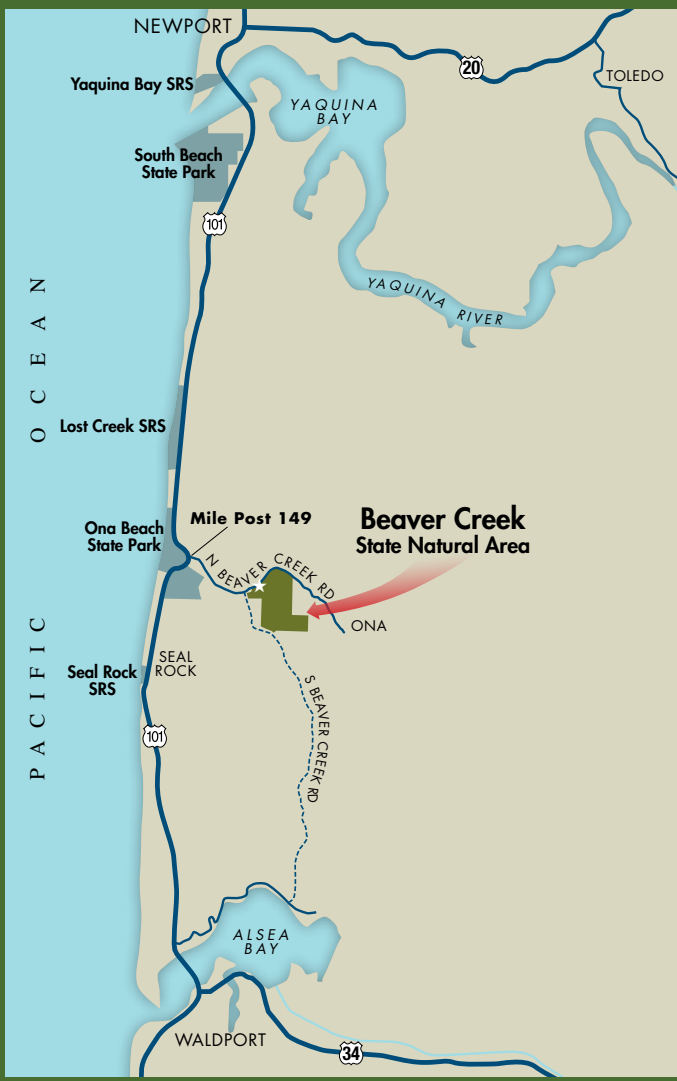 NEWPORT
20
Yaquina Bay SRS
TOLEDO
YAQUINA
BAY
South Beach
State Park
101
YAQUINA RIVER
PACIFIC OCEAN
Lost Creek SRS
Mile Post 149
Beaver Creek
State Natural Area
Ona Beach
State Park
N BEAVER CREEK RD
ONA
SEAL
ROCK
Seal Rock
SRS
S BEAVER CREEK RD
101
ALSEA
BAY
WALDPORT
34